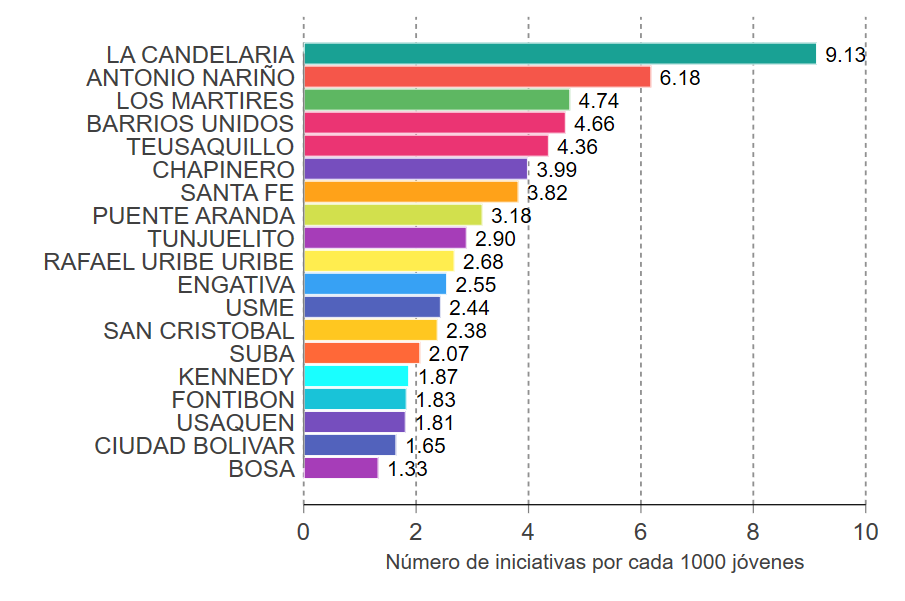 LA CANDELARIA 9.13
ANTONIO NARIÑO 6.18
LOS MARTIRES 4.74
BARRIOS UNIDOS 4.66
TEUSAQUILLO 4.36
CHAPINERO 3.99
SANTA FE 3.82
PUENTE ARANDA 3.18
TUNJUELITO 2.90
RAFAEL URIBE URIBE 2.68
ENGATIVA 2.55
USME 2.44
SAN CRISTOBAL 2.38
SUBA 2.07
KENNEDY 1.87
FONTIBON 1.83
USAQUEN 1.81
CIUDAD BOLIVAR 1.65
BOSA 1.33
0 2 4 6 8 10
Número de iniciativas por cada 1000 jóvenes